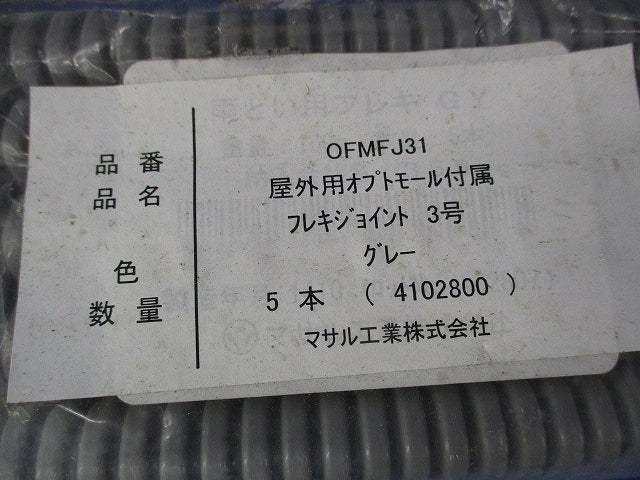 品番 OFMFJ31
品名 屋外用ｵﾌﾟﾄﾓｰﾙ付属
ﾌﾚｷｼﾞｮｲﾝﾄ 3号
色 ｸﾞﾚｰ
数量 5 本 ( 4102800 )
マサル工業株式会社